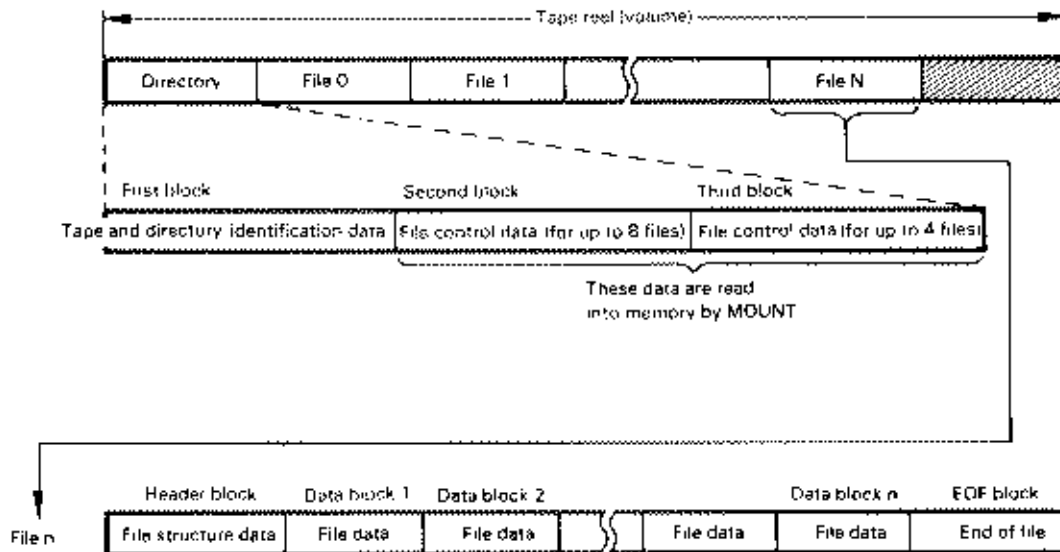 Tape reel (volume)
Directory File 0 File 1 File N
First block Second block Third block
Tape and directory identification data File control data (for up to 8 files) File control data (for up to 4 files)
These data are read
into memory by MOUNT
Header block Data block 1 Data block 2 Data block n EOF block
File n File structure data File data File data File data File data End of file